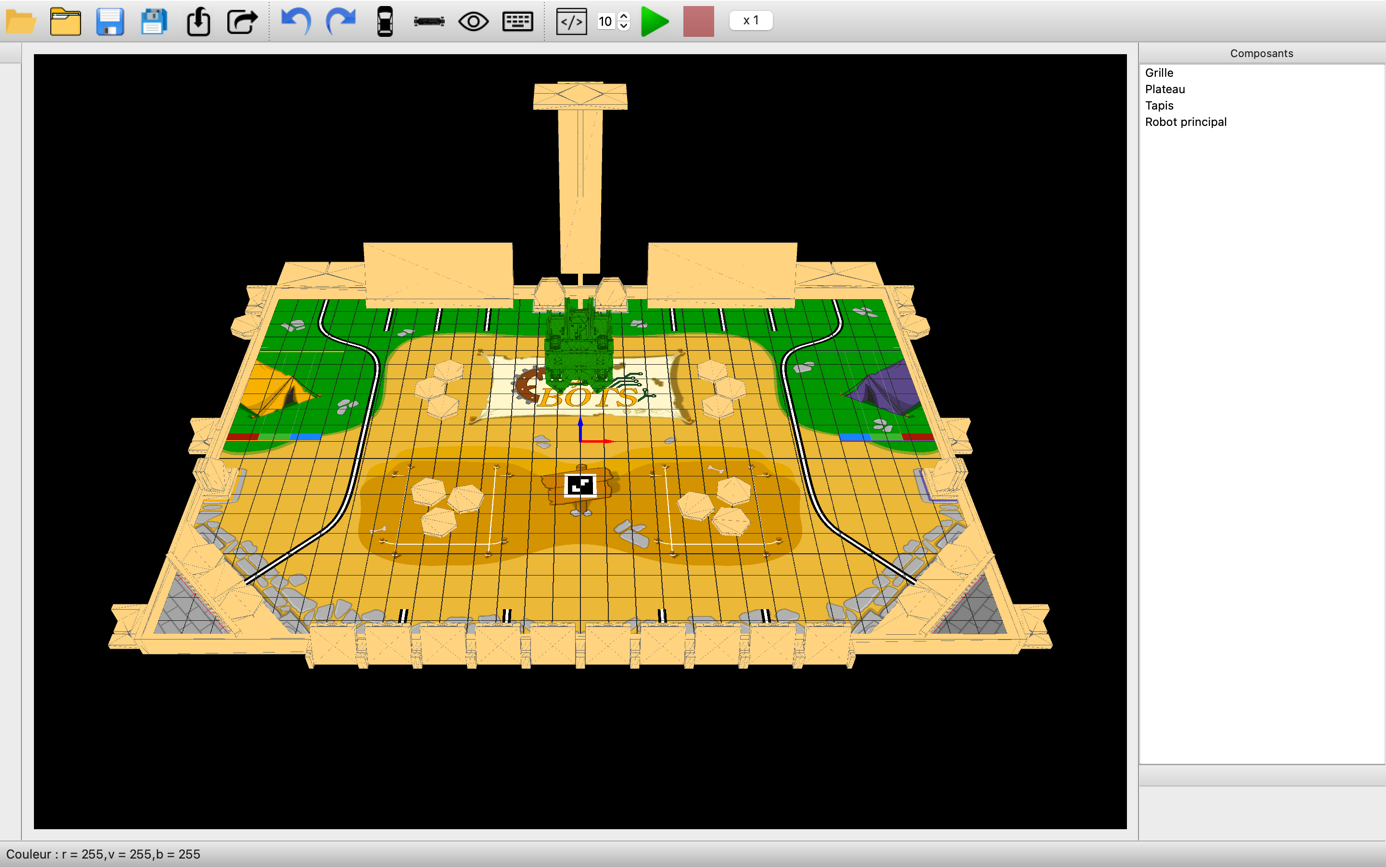 </>
10
x 1
Composants
Grille
Plateau
Tapis
Robot principal
BOTS
Couleur : r = 255,v = 255,b = 255